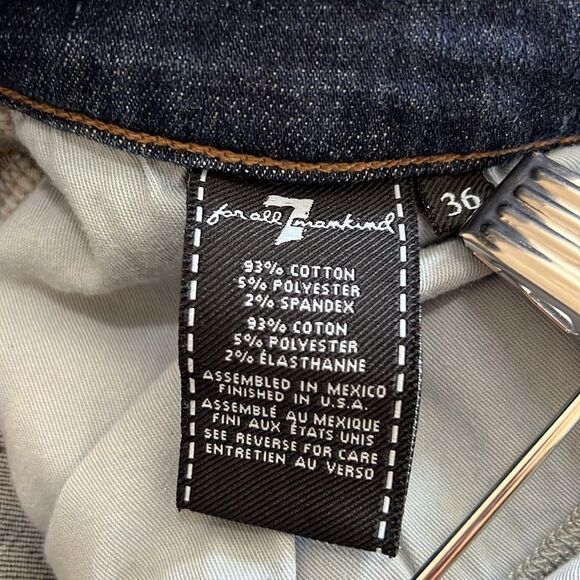 for all 7 mankind
36
93% COTTON
5% POLYESTER
2% SPANDEX
93% COTON
5% POLYESTER
2% ÉLASTHANNE
ASSEMBLED IN MEXICO
FINISHED IN U.S.A.
ASSEMBLÉ AU MEXIQUE
FINI AUX ÉTATS UNIS
SEE REVERSE FOR CARE
ENTRETIEN AU VERSO